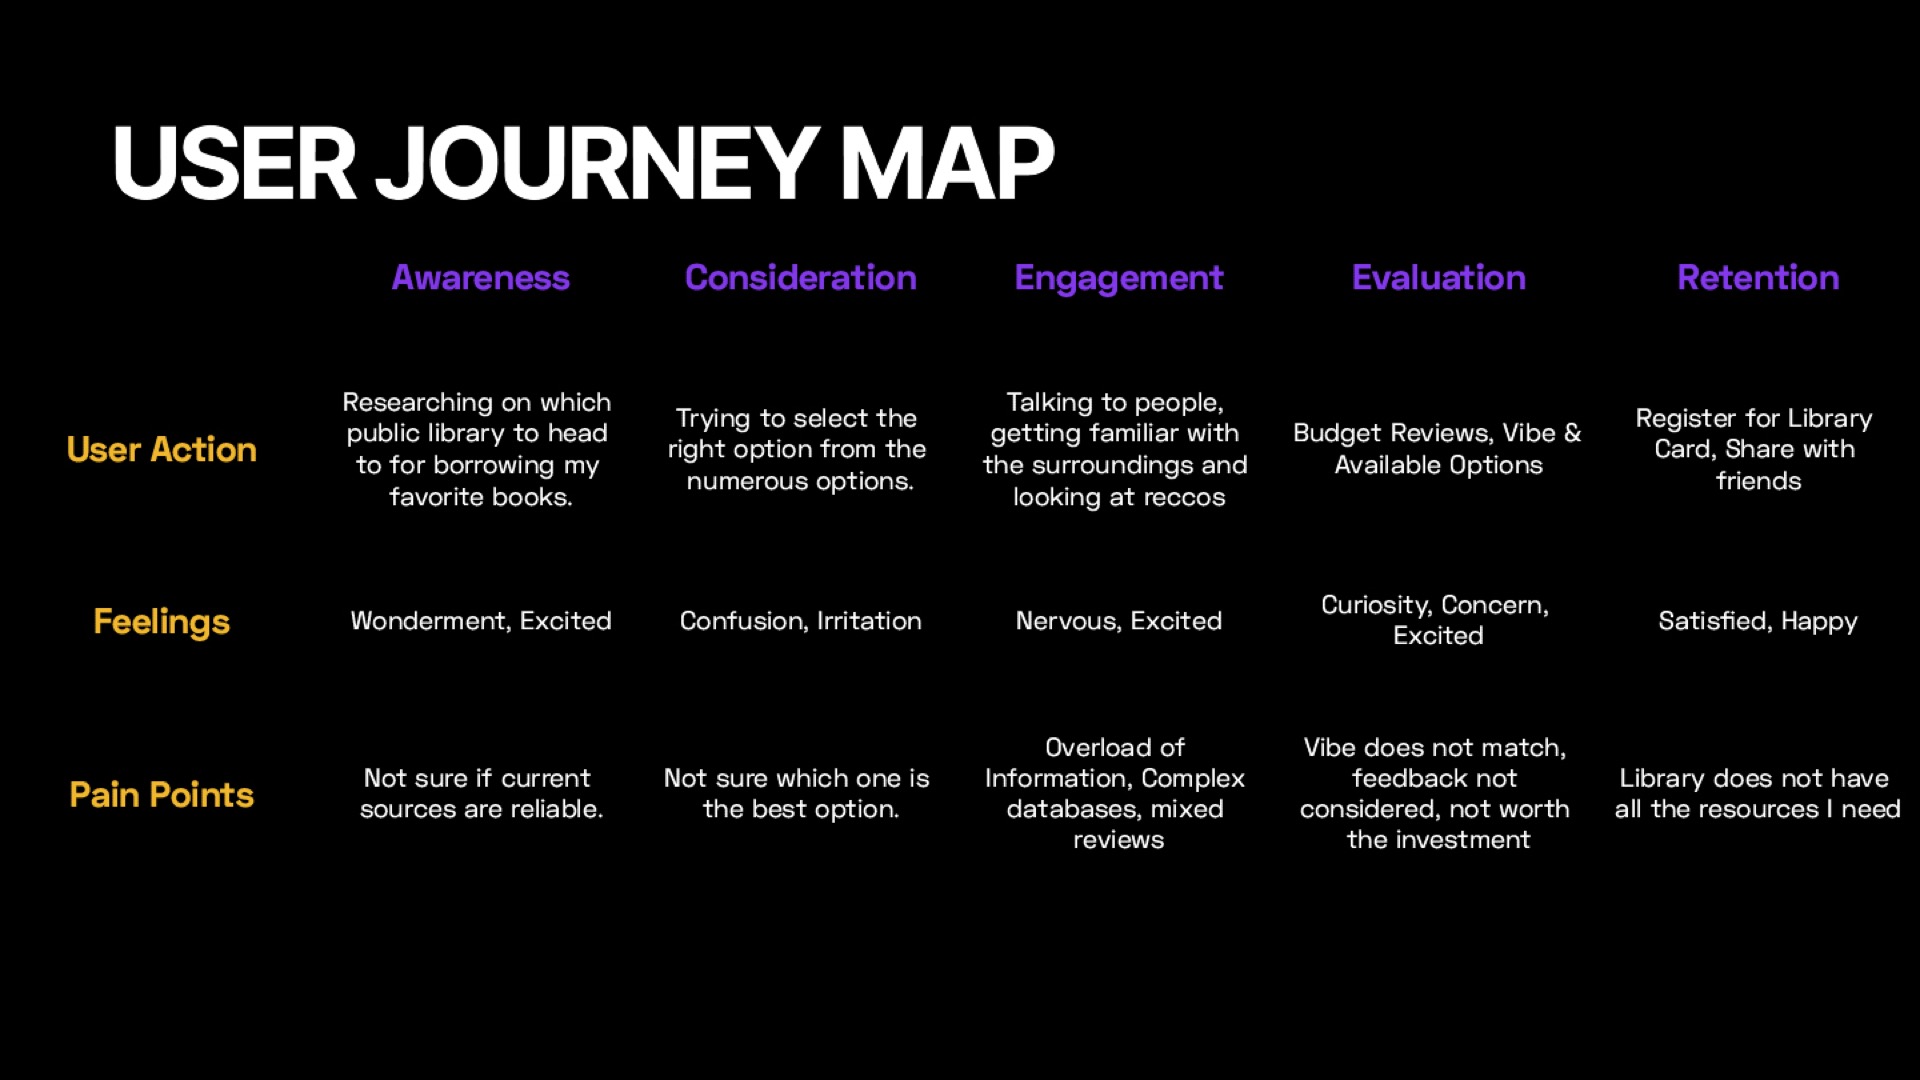 USER JOURNEY MAP
Awareness
Consideration
Engagement
Evaluation
Retention
User Action
Researching on which
public library to head
to for borrowing my
favorite books.
Trying to select the
right option from the
numerous options.
Talking to people,
getting familiar with
the surroundings and
looking at reccos
Budget Reviews, Vibe &
Available Options
Register for Library
Card, Share with
friends
Feelings
Wonderment, Excited
Confusion, Irritation
Nervous, Excited
Curiosity, Concern,
Excited
Satisfied, Happy
Pain Points
Not sure if current
sources are reliable.
Not sure which one is
the best option.
Overload of
Information, Complex
databases, mixed
reviews
Vibe does not match,
feedback not
considered, not worth
the investment
Library does not have
all the resources I need